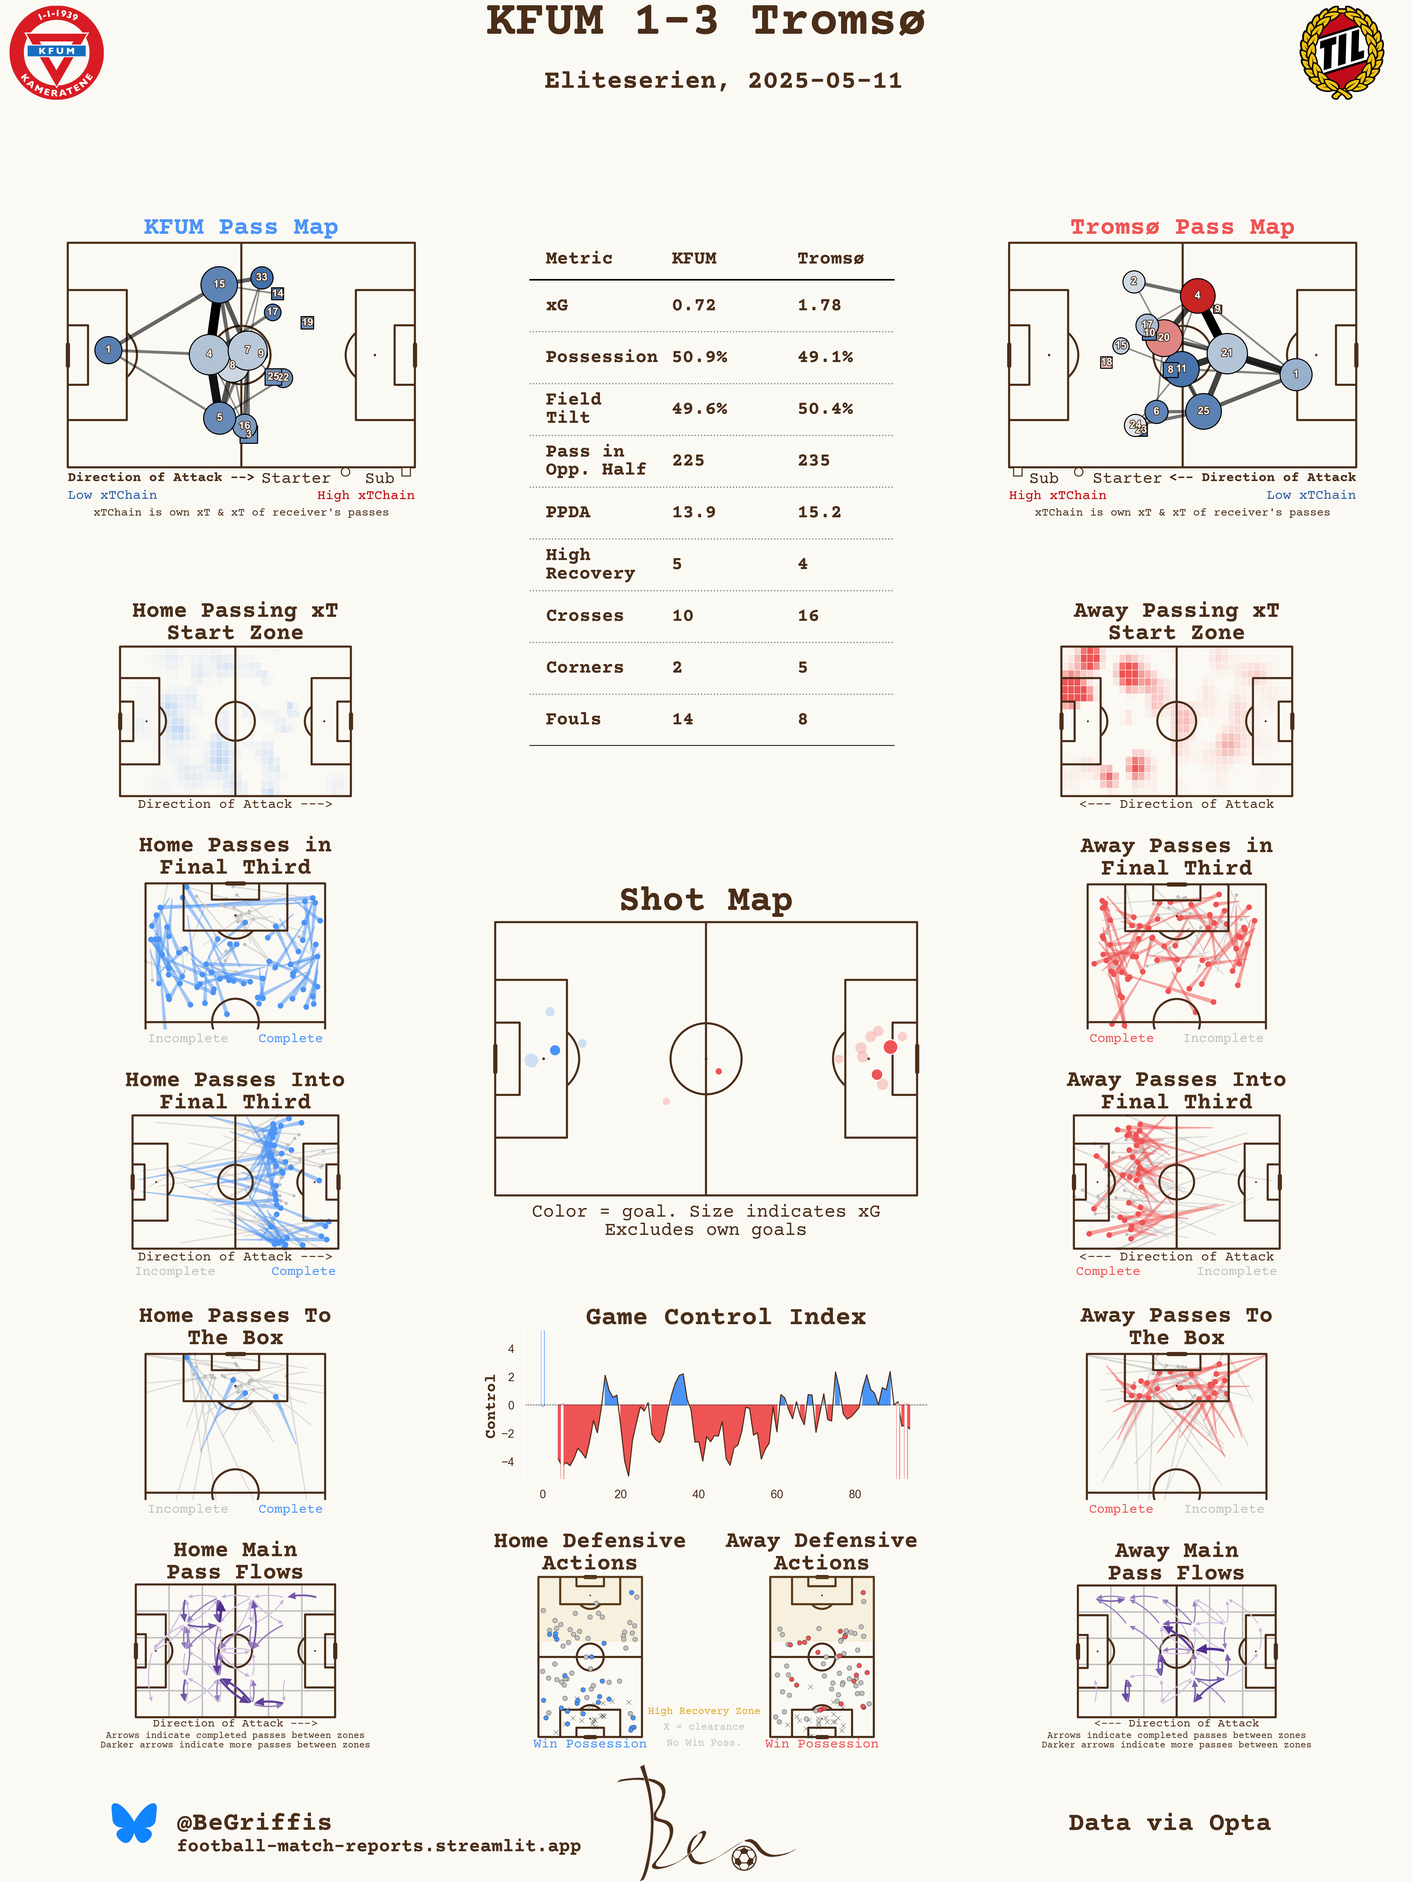 KFUM 1-3 Tromsø
Eliteserien, 2025-05-11
1-1-1939
KFUM
KAMERATENE
TIL
KFUM Pass Map
15
33
14
17
19
1
4
7
9
8
25
22
5
16
3
Direction of Attack --> Starter Sub
Low xTChain High xTChain
xTChain is own xT & xT of receiver's passes
Metric KFUM Tromsø
xG 0.72 1.78
Possession 50.9% 49.1%
Field
Tilt 49.6% 50.4%
Pass in
Opp. Half 225 235
PPDA 13.9 15.2
High
Recovery 5 4
Crosses 10 16
Corners 2 5
Fouls 14 8
Tromsø Pass Map
2
4
9
17
10
20
15
18
21
8
11
1
6
25
24
23
Sub Starter <-- Direction of Attack
High xTChain Low xTChain
xTChain is own xT & xT of receiver's passes
Home Passing xT
Start Zone
Direction of Attack --->
Away Passing xT
Start Zone
<--- Direction of Attack
Home Passes in
Final Third
Incomplete Complete
Away Passes in
Final Third
Complete Incomplete
Shot Map
Color = goal. Size indicates xG
Excludes own goals
Home Passes Into
Final Third
Direction of Attack --->
Incomplete Complete
Away Passes Into
Final Third
<--- Direction of Attack
Complete Incomplete
Home Passes To
The Box
Incomplete Complete
Game Control Index
Control
4
2
0
−2
−4
0 20 40 60 80
Away Passes To
The Box
Complete Incomplete
Home Main
Pass Flows
Direction of Attack --->
Arrows indicate completed passes between zones
Darker arrows indicate more passes between zones
Home Defensive
Actions
Win Possession
Away Defensive
Actions
Win Possession
High Recovery Zone
X = clearance
No Win Poss.
Away Main
Pass Flows
<--- Direction of Attack
Arrows indicate completed passes between zones
Darker arrows indicate more passes between zones
@BeGriffis
football-match-reports.streamlit.app
Ben
Data via Opta